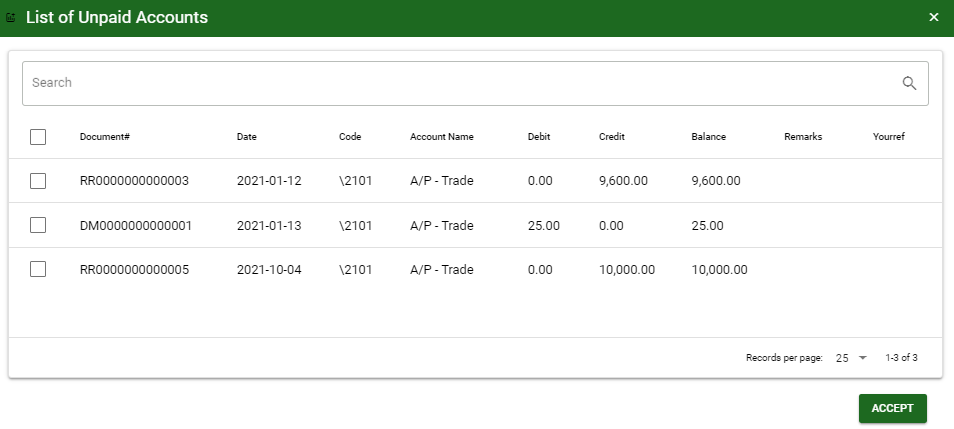 List of Unpaid Accounts
Search
Document# Date Code Account Name Debit Credit Balance Remarks Yourref
RR0000000000003 2021-01-12 \2101 A/P - Trade 0.00 9,600.00 9,600.00
DM0000000000001 2021-01-13 \2101 A/P - Trade 25.00 0.00 25.00
RR0000000000005 2021-10-04 \2101 A/P - Trade 0.00 10,000.00 10,000.00
Records per page: 25 1-3 of 3
ACCEPT